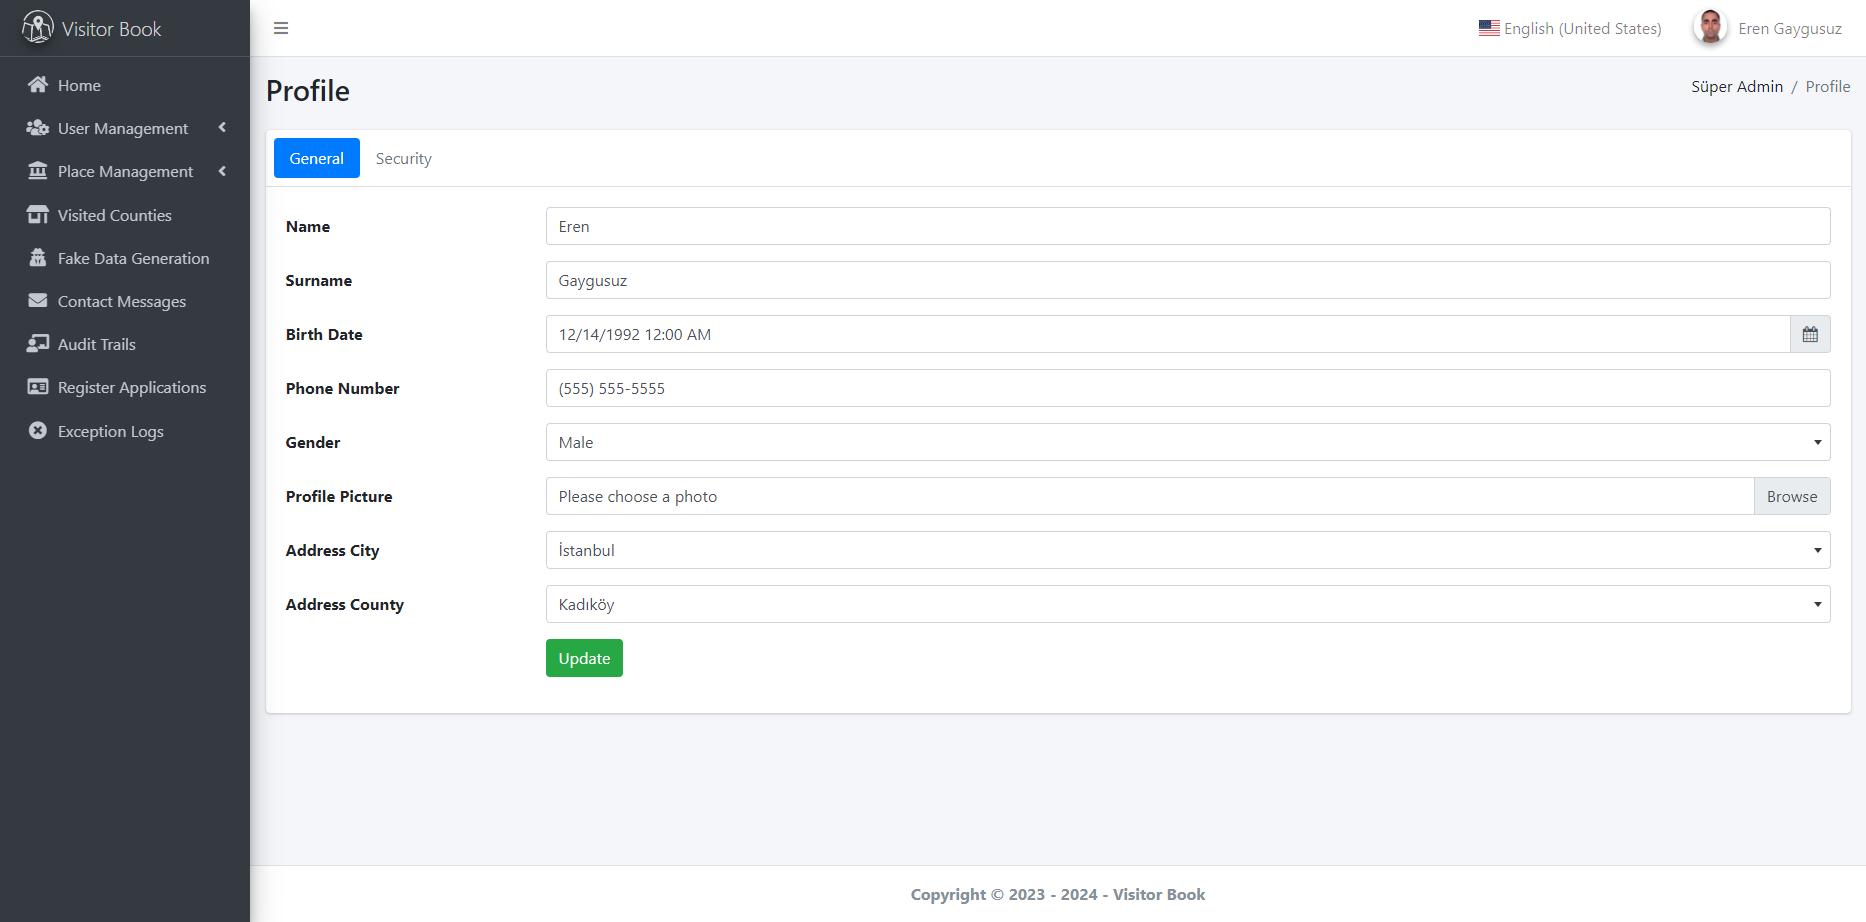 Visitor Book
English (United States)
Eren Gaygusuz
Home
User Management
Place Management
Visited Counties
Fake Data Generation
Contact Messages
Audit Trails
Register Applications
Exception Logs
Profile
Süper Admin / Profile
General
Security
Name
Eren
Surname
Gaygusuz
Birth Date
12/14/1992 12:00 AM
Phone Number
(555) 555-5555
Gender
Male
Profile Picture
Please choose a photo
Browse
Address City
İstanbul
Address County
Kadıköy
Update
Copyright © 2023 - 2024 - Visitor Book